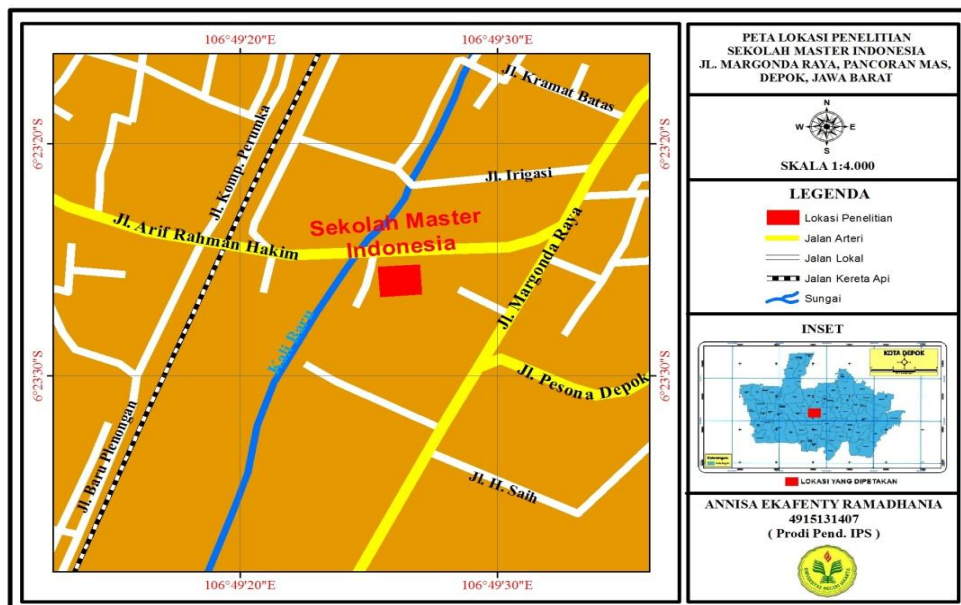 106°49'20"E
106°49'30"E
6°23'20"S
6°23'30"S
6°23'20"S
6°23'30"S
106°49'20"E
106°49'30"E
Jl. Kramat Batas
Jl. Komp. Perumka
Jl. Irigasi
Jl. Arif Rahman Hakim
Sekolah Master
Indonesia
Jl. Margonda Raya
Kali Baru
Jl. Pesona Depok
Jl. Baru Plenongan
Jl. H. Saih
PETA LOKASI PENELITIAN
SEKOLAH MASTER INDONESIA
JL. MARGONDA RAYA, PANCORAN MAS,
DEPOK, JAWA BARAT
N
W
E
S
SKALA 1:4.000
LEGENDA
Lokasi Penelitian
Jalan Arteri
Jalan Lokal
Jalan Kereta Api
Sungai
INSET
KOTA DEPOK
LOKASI YANG DIPETAKAN
ANNISA EKAFENTY RAMADHANIA
4915131407
( Prodi Pend. IPS )
UNIVERSITAS NEGERI JAKARTA